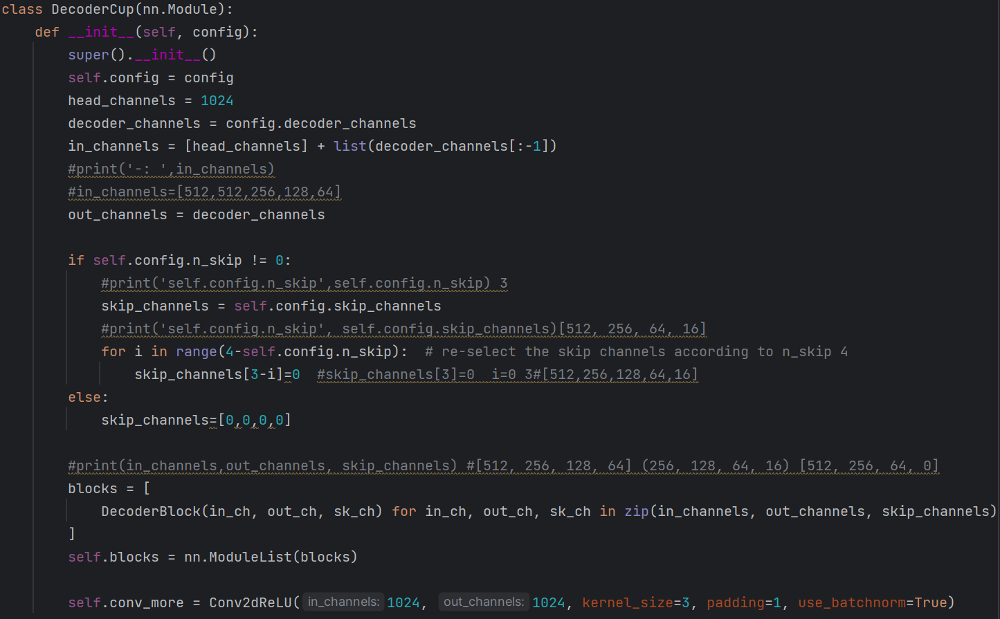 class DecoderCup(nn.Module):
    def __init__(self, config):
        super().__init__()
        self.config = config
        head_channels = 1024
        decoder_channels = config.decoder_channels
        in_channels = [head_channels] + list(decoder_channels[:-1])
        #print('-: ',in_channels)
        #in_channels=[512,512,256,128,64]
        out_channels = decoder_channels

        if self.config.n_skip != 0:
            #print('self.config.n_skip',self.config.n_skip) 3
            skip_channels = self.config.skip_channels
            #print('self.config.n_skip', self.config.skip_channels)[512, 256, 64, 16]
            for i in range(4-self.config.n_skip):  # re-select the skip channels according to n_skip 4
                skip_channels[3-i]=0  #skip_channels[3]=0  i=0 3#[512,256,128,64,16]
        else:
            skip_channels=[0,0,0,0]

        #print(in_channels,out_channels, skip_channels) #[512, 256, 128, 64] (256, 128, 64, 16) [512, 256, 64, 0]
        blocks = [
            DecoderBlock(in_ch, out_ch, sk_ch) for in_ch, out_ch, sk_ch in zip(in_channels, out_channels, skip_channels)
        ]
        self.blocks = nn.ModuleList(blocks)

        self.conv_more = Conv2dReLU( in_channels: 1024,  out_channels: 1024, kernel_size=3, padding=1, use_batchnorm=True)